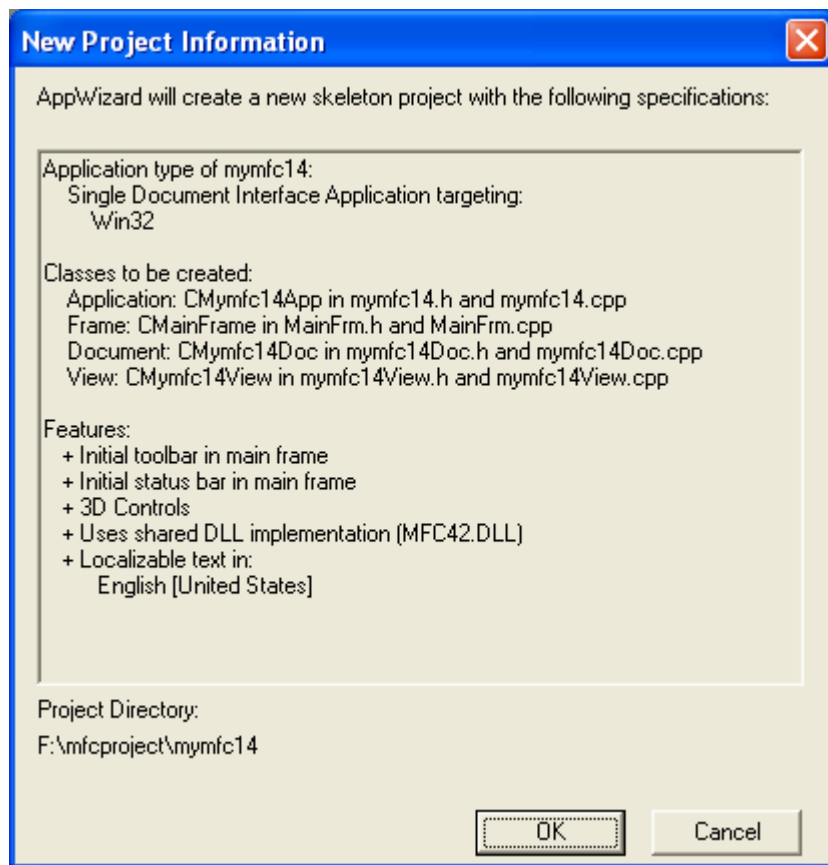 New Project Information
AppWizard will create a new skeleton project with the following specifications:
Application type of mymfc14:
Single Document Interface Application targeting:
Win32
Classes to be created:
Application: CMymfc14App in mymfc14.h and mymfc14.cpp
Frame: CMainFrame in MainFrm.h and MainFrm.cpp
Document: CMymfc14Doc in mymfc14Doc.h and mymfc14Doc.cpp
View: CMymfc14View in mymfc14View.h and mymfc14View.cpp
Features:
+ Initial toolbar in main frame
+ Initial status bar in main frame
+ 3D Controls
+ Uses shared DLL implementation (MFC42.DLL)
+ Localizable text in:
English [United States]
Project Directory:
F:\mfcproject\mymfc14
OK Cancel